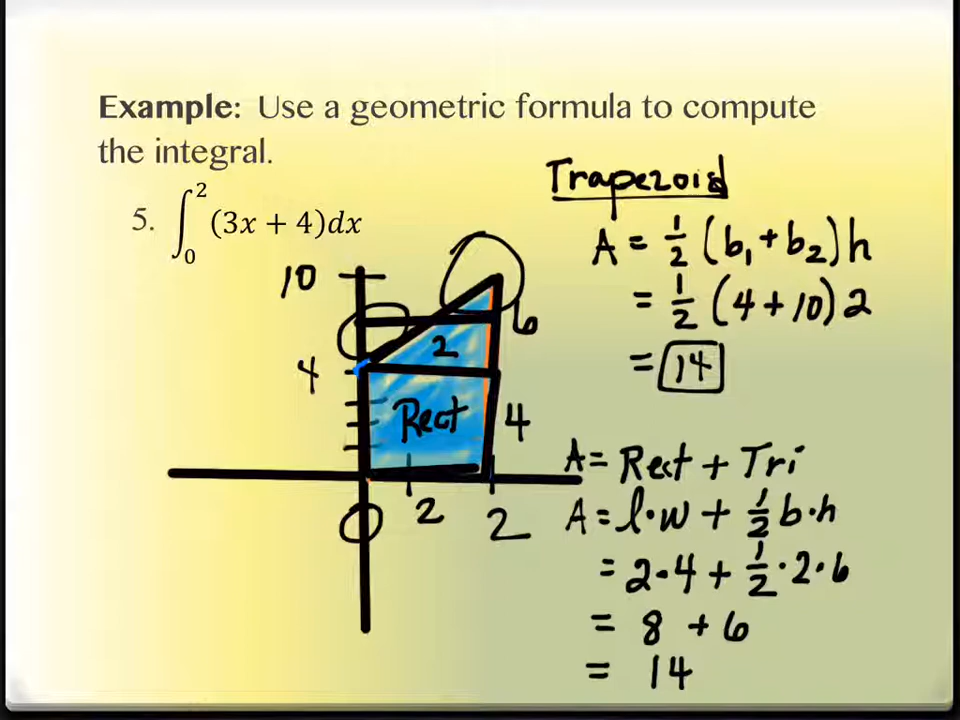 Example: Use a geometric formula to compute
the integral.
5. ∫₀² (3x + 4)dx
Trapezoid
A = ½ (b₁ + b₂) h
= ½ (4 + 10) 2
= 14
10
6
4
2
Rect
4
0
2
2
A = Rect + Tri
A = l · w + ½ b · h
= 2 · 4 + ½ · 2 · 6
= 8 + 6
= 14